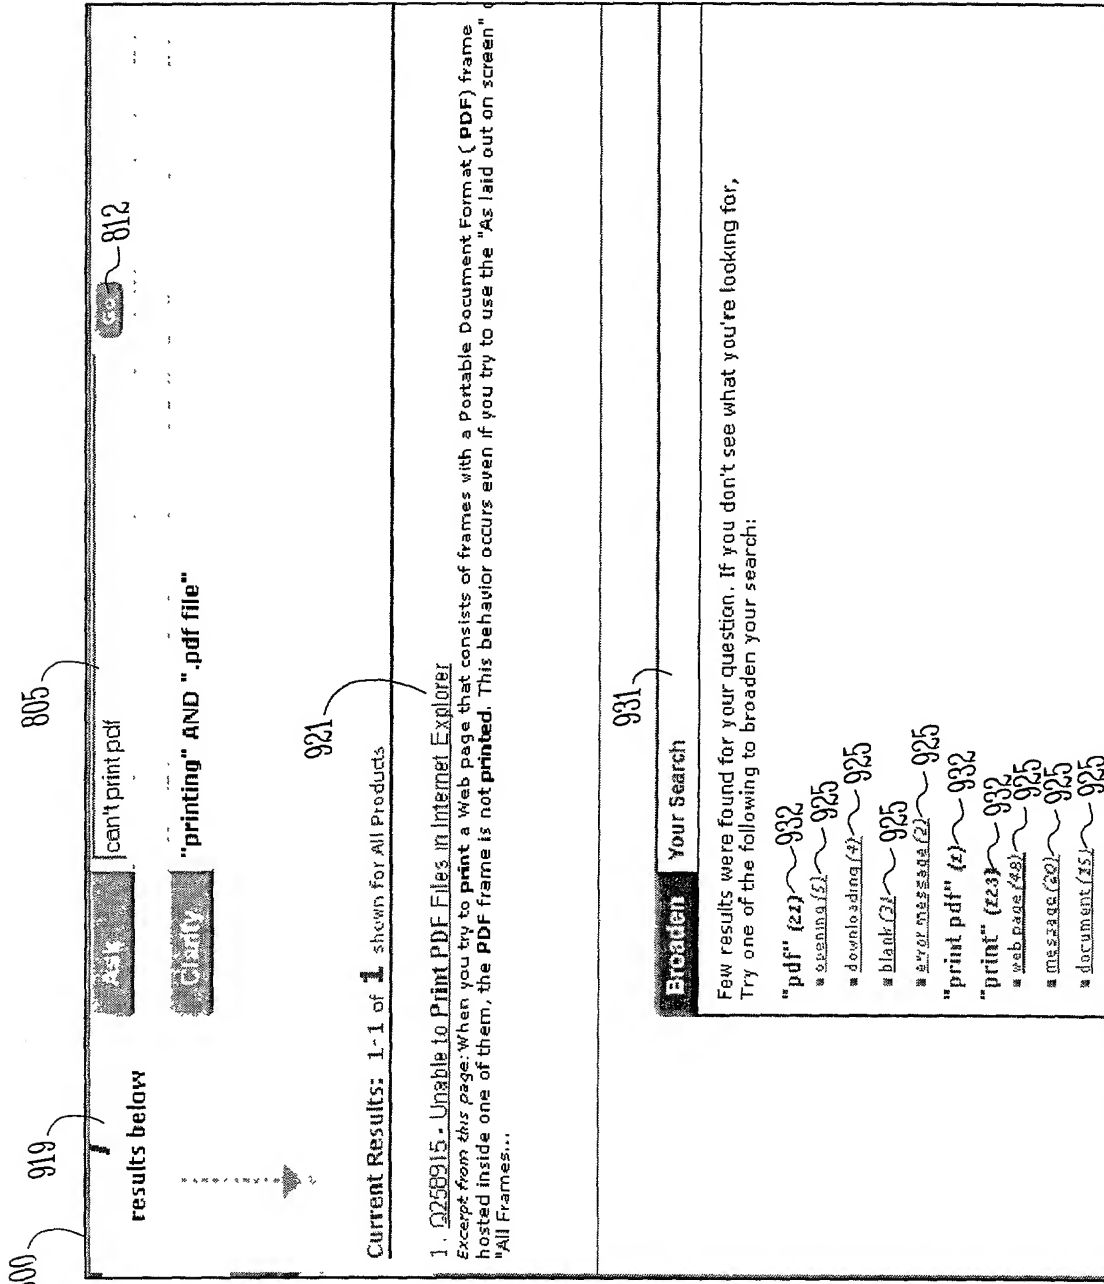 919
805
results below
Ask
can't print pdf
Go
812
Clarify
"printing" AND ".pdf file"
Current Results: 1-1 of 1 shown for All Products
921
1. Q258915 - Unable to Print PDF Files in Internet Explorer
Excerpt from this page: When you try to print a Web page that consists of frames with a Portable Document Format ( PDF) frame
hosted inside one of them, the PDF frame is not printed. This behavior occurs even if you try to use the "As laid out on screen"
"All Frames...
931
Broaden Your Search
Few results were found for your question. If you don't see what you're looking for,
Try one of the following to broaden your search:
"pdf" (21) 932
opening (5) 925
downloading (4) 925
blank (3) 925
error message (2) 925
"print pdf" (1) 932
"print" (123) 932
web page (48) 925
message (20) 925
document (15) 925